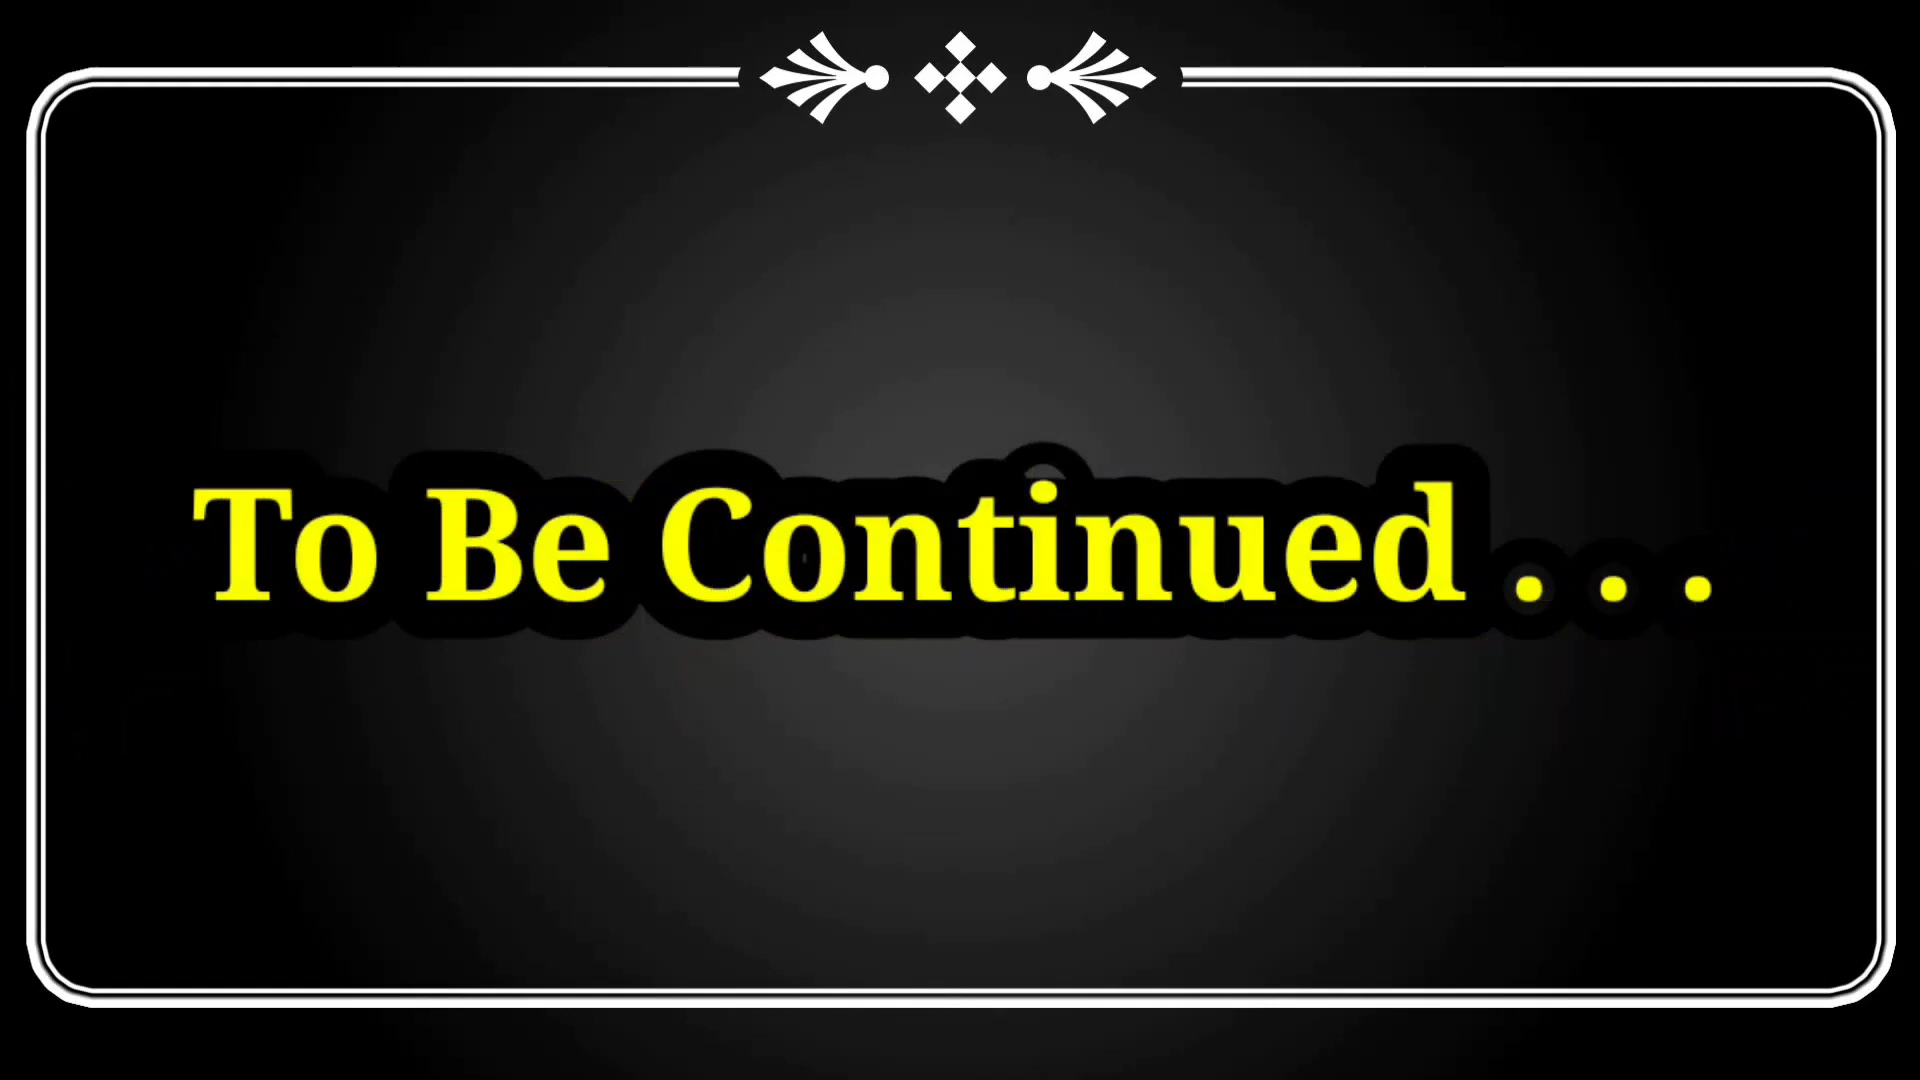 To Be Continued . . .